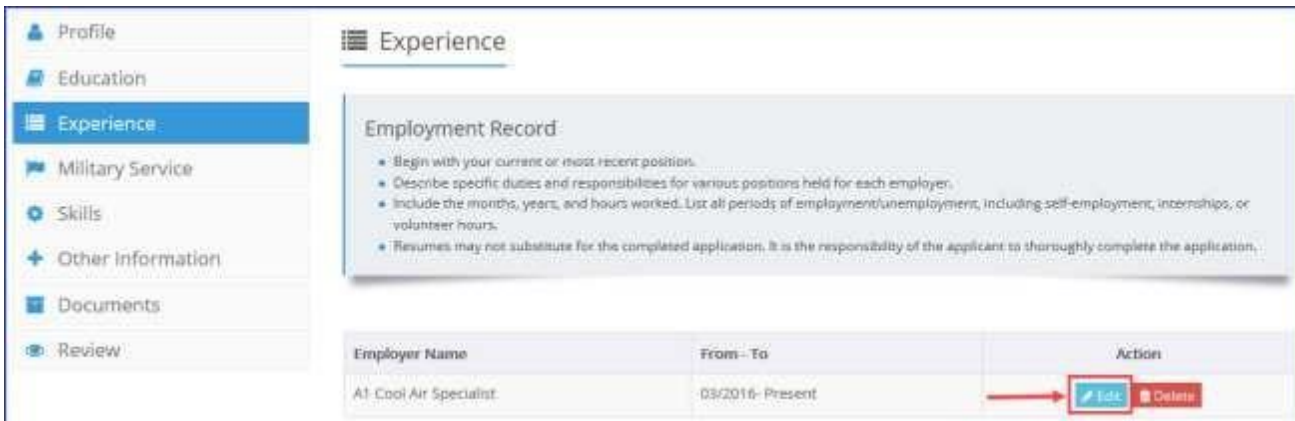 Profile
Education
Experience
Military Service
Skills
Other Information
Documents
Review
Experience
Employment Record
Begin with your current or most recent position.
Describe specific duties and responsibilities for various positions held for each employer.
Include the months, years, and hours worked. List all periods of employment/unemployment, including self-employment, internships, or
volunteer hours.
Resumes may not substitute for the completed application. It is the responsibility of the applicant to thoroughly complete the application.
Employer Name From - To Action
A1 Cool Air Specialist 03/2016- Present Edit Delete